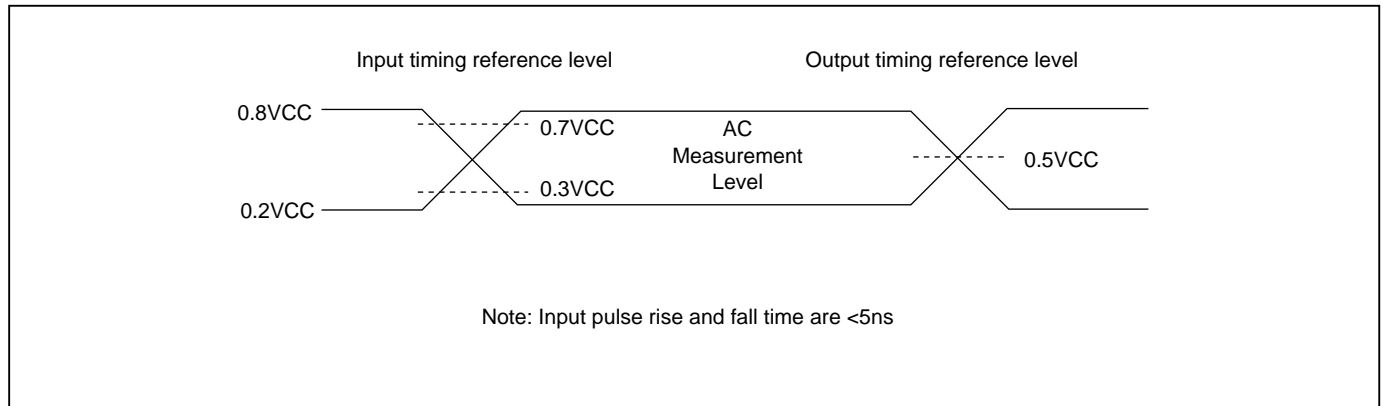 Input timing reference level
Output timing reference level
0.8VCC
0.7VCC
AC
Measurement
Level
0.5VCC
0.3VCC
0.2VCC
Note: Input pulse rise and fall time are <5ns